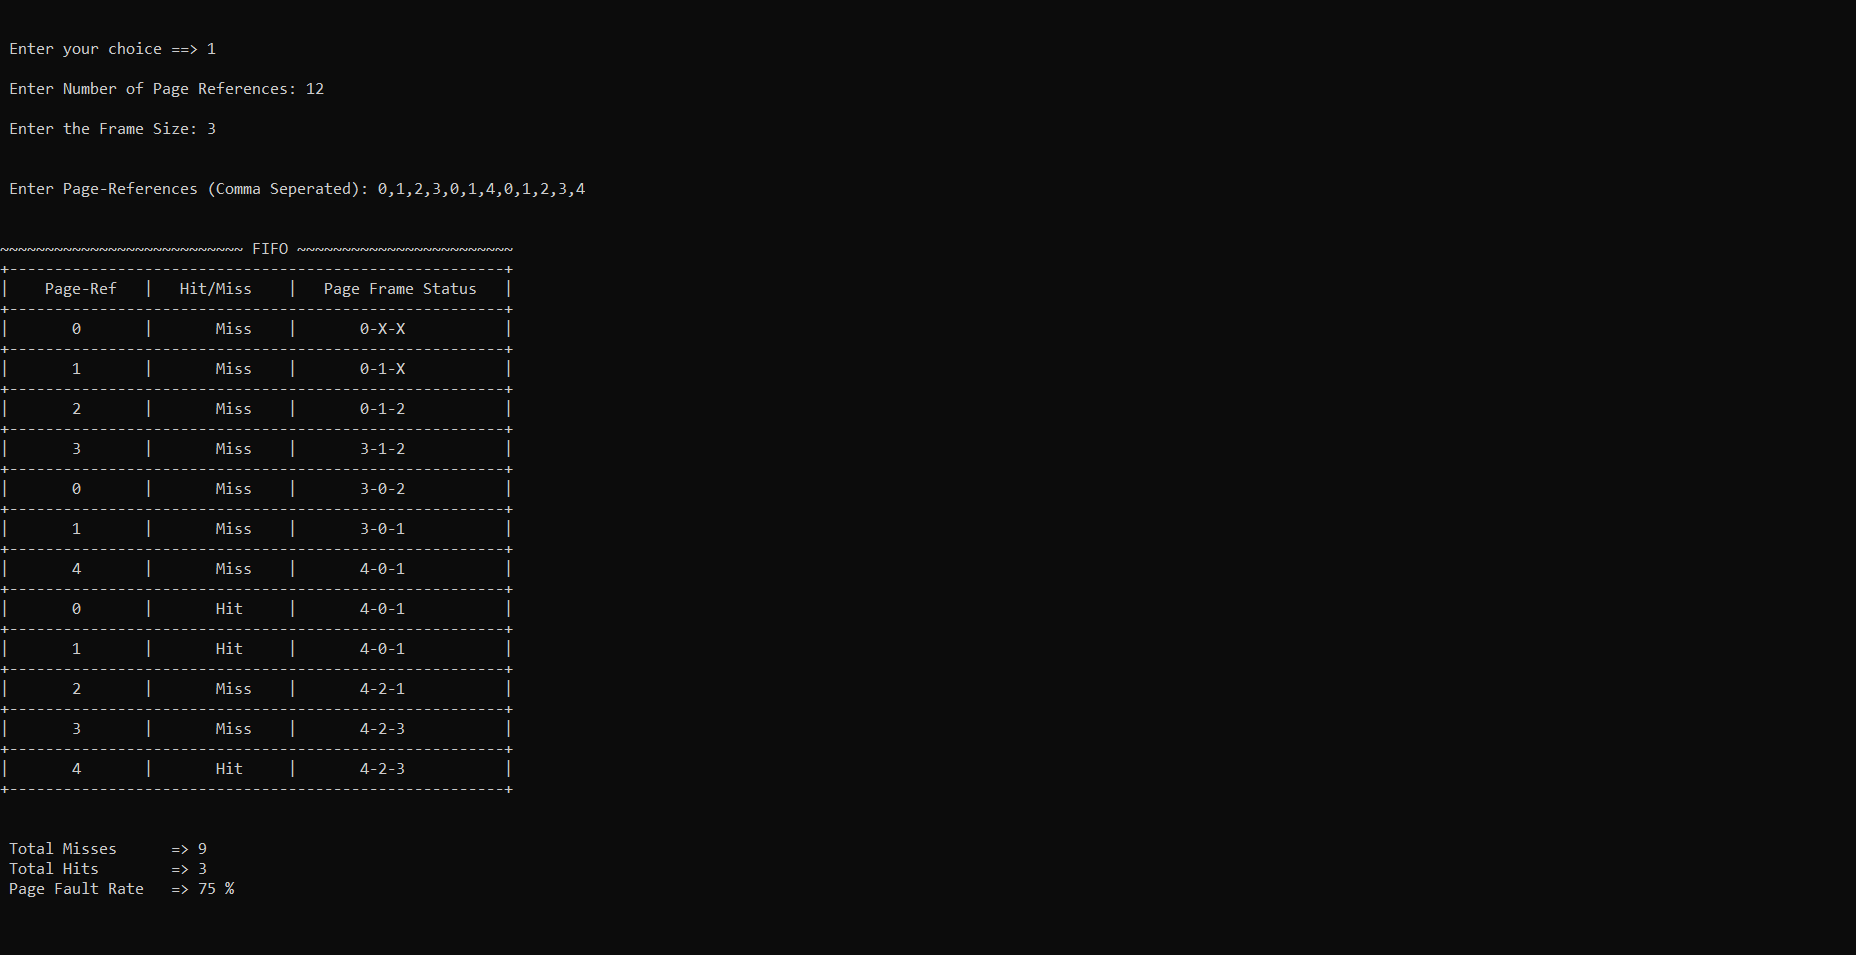 Enter your choice ==> 1
Enter Number of Page References: 12
Enter the Frame Size: 3
Enter Page-References (Comma Seperated): 0,1,2,3,0,1,4,0,1,2,3,4
~~~~~~~~~~~~~~~~~~~~~~~~~~~ FIFO ~~~~~~~~~~~~~~~~~~~~~~~~
+-------------------------------------------------------+
|    Page-Ref   |   Hit/Miss    |   Page Frame Status   |
+-------------------------------------------------------+
|       0       |       Miss    |       0-X-X           |
+-------------------------------------------------------+
|       1       |       Miss    |       0-1-X           |
+-------------------------------------------------------+
|       2       |       Miss    |       0-1-2           |
+-------------------------------------------------------+
|       3       |       Miss    |       3-1-2           |
+-------------------------------------------------------+
|       0       |       Miss    |       3-0-2           |
+-------------------------------------------------------+
|       1       |       Miss    |       3-0-1           |
+-------------------------------------------------------+
|       4       |       Miss    |       4-0-1           |
+-------------------------------------------------------+
|       0       |       Hit     |       4-0-1           |
+-------------------------------------------------------+
|       1       |       Hit     |       4-0-1           |
+-------------------------------------------------------+
|       2       |       Miss    |       4-2-1           |
+-------------------------------------------------------+
|       3       |       Miss    |       4-2-3           |
+-------------------------------------------------------+
|       4       |       Hit     |       4-2-3           |
+-------------------------------------------------------+
Total Misses      => 9
Total Hits        => 3
Page Fault Rate   => 75 %